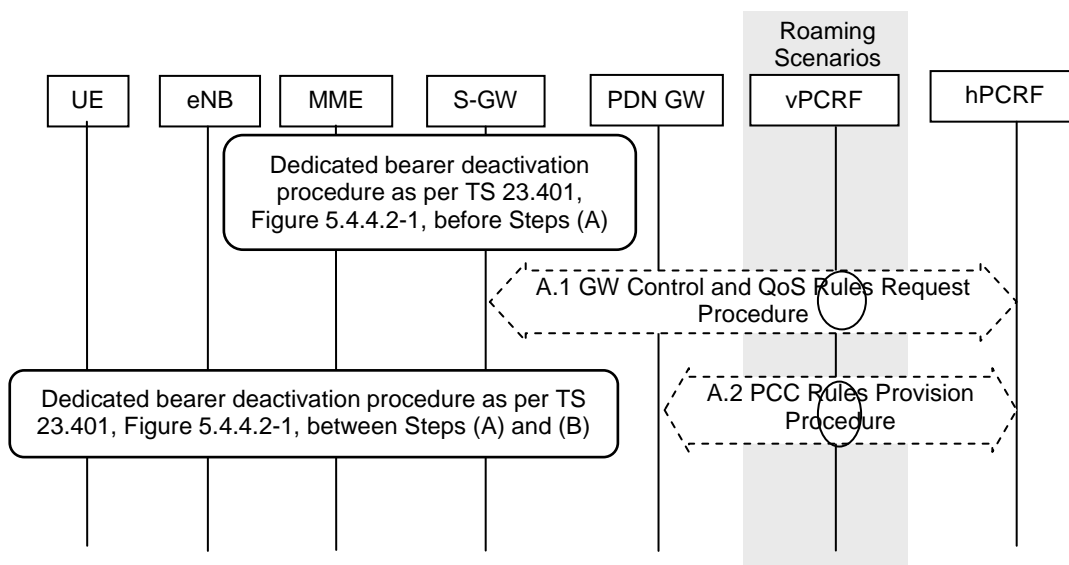 Roaming
Scenarios
UE
eNB
MME
S-GW
PDN GW
vPCRF
hPCRF
Dedicated bearer deactivation
procedure as per TS 23.401,
Figure 5.4.4.2-1, before Steps (A)
A.1 GW Control and QoS Rules Request
Procedure
Dedicated bearer deactivation procedure as per TS
23.401, Figure 5.4.4.2-1, between Steps (A) and (B)
A.2 PCC Rules Provision
Procedure